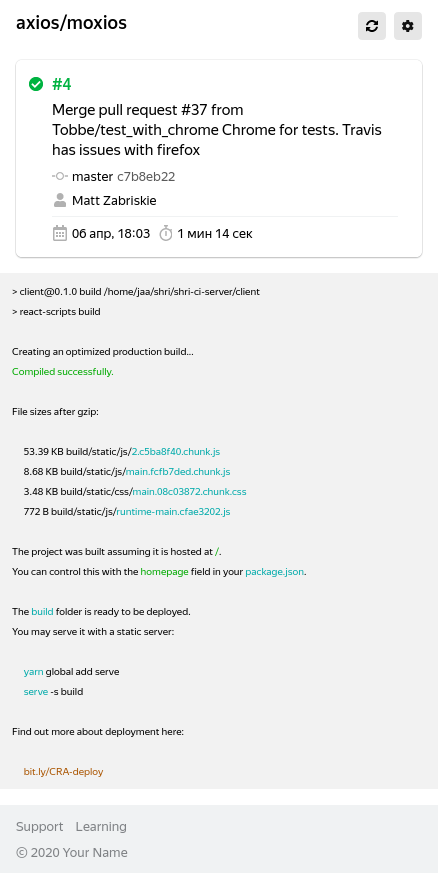 axios/moxios
#4
Merge pull request #37 from
Tobbe/test_with_chrome Chrome for tests. Travis
has issues with firefox
master c7b8eb22
Matt Zabriskie
06 апр, 18:03 1 мин 14 сек
> client@0.1.0 build /home/jaa/shri/shri-ci-server/client
> react-scripts build
Creating an optimized production build...
Compiled successfully.
File sizes after gzip:
53.39 KB build/static/js/2.c5ba8f40.chunk.js
8.68 KB build/static/js/main.fcfb7ded.chunk.js
3.48 KB build/static/css/main.08c03872.chunk.css
772 B build/static/js/runtime-main.cfae3202.js
The project was built assuming it is hosted at /.
You can control this with the homepage field in your package.json.
The build folder is ready to be deployed.
You may serve it with a static server:
yarn global add serve
serve -s build
Find out more about deployment here:
bit.ly/CRA-deploy
Support Learning
© 2020 Your Name